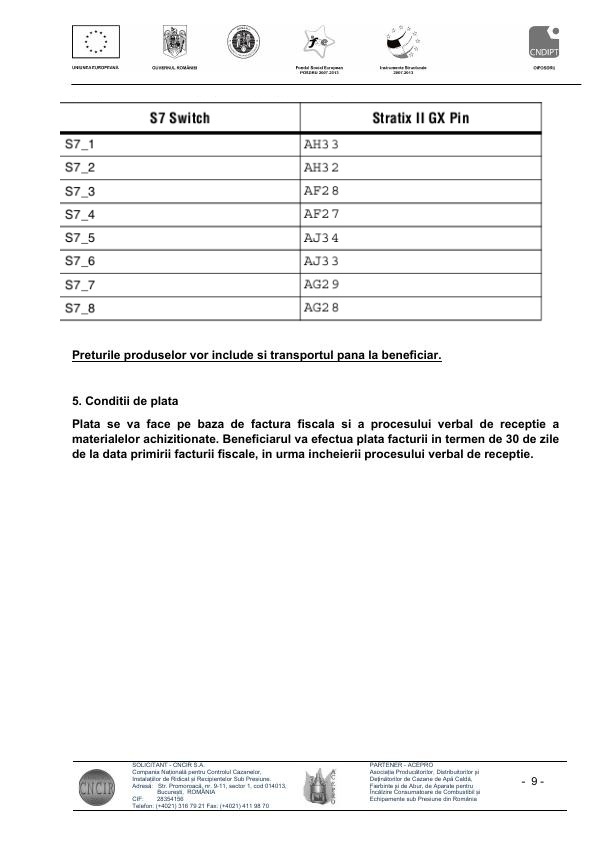 UNIUNEA EUROPEANĂ
GUVERNUL ROMÂNIEI
Fondul Social European
POSDRU 2007-2013
Instrumente Structurale
2007-2013
CNDIPT
OIPOSDRU
S7 Switch Stratix II GX Pin
S7_1 AH33
S7_2 AH32
S7_3 AF28
S7_4 AF27
S7_5 AJ34
S7_6 AJ33
S7_7 AG29
S7_8 AG28
Preturile produselor vor include si transportul pana la beneficiar.
5. Conditii de plata
Plata se va face pe baza de factura fiscala si a procesului verbal de receptie a
materialelor achizitionate. Beneficiarul va efectua plata facturii in termen de 30 de zile
de la data primirii facturii fiscale, in urma incheierii procesului verbal de receptie.
CNCIR
SOLICITANT - CNCIR S.A.
Compania Națională pentru Controlul Cazanelor,
Instalațiilor de Ridicat și Recipientelor Sub Presiune.
Adresă: Str. Promoroacă, nr. 9-11, sector 1, cod 014013,
București, ROMÂNIA
CIF: 28354156
Telefon: (+4021) 316 79 21 Fax: (+4021) 411 98 70
PARTENER - ACEPRO
Asociația Producătorilor, Distribuitorilor și
Deținătorilor de Cazane de Apă Caldă,
Fierbinte și de Abur, de Aparate pentru
Încălzire Consumatoare de Combustibil și
Echipamente sub Presiune din România
- 9 -